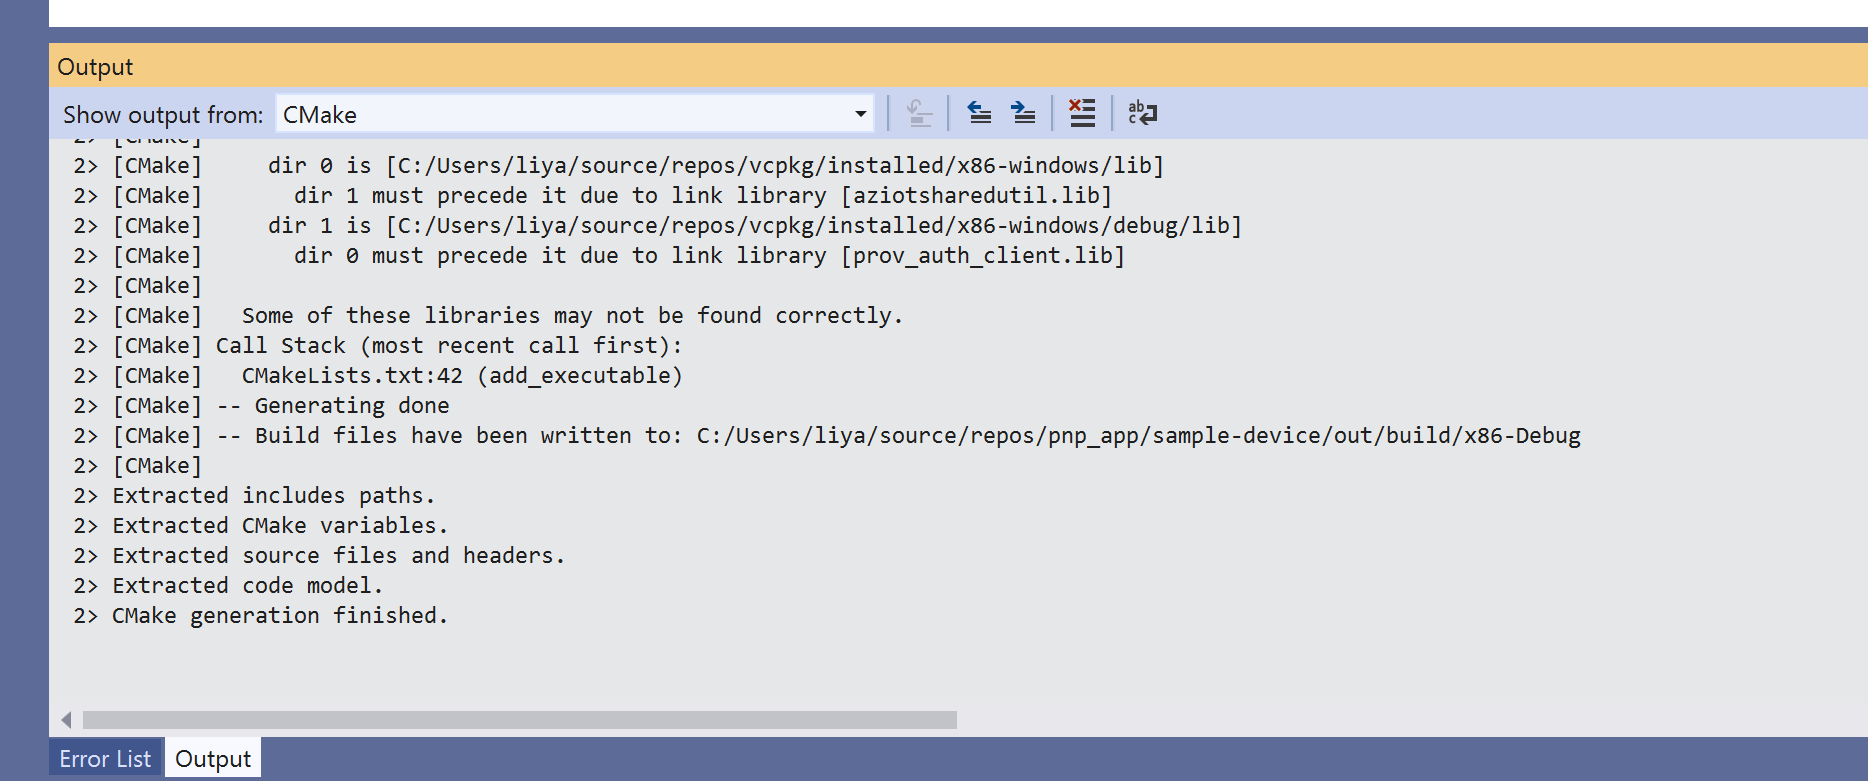 Output
Show output from: CMake
2> [CMake]
2> [CMake]     dir 0 is [C:/Users/liya/source/repos/vcpkg/installed/x86-windows/lib]
2> [CMake]       dir 1 must precede it due to link library [aziotsharedutil.lib]
2> [CMake]     dir 1 is [C:/Users/liya/source/repos/vcpkg/installed/x86-windows/debug/lib]
2> [CMake]       dir 0 must precede it due to link library [prov_auth_client.lib]
2> [CMake]
2> [CMake]   Some of these libraries may not be found correctly.
2> [CMake] Call Stack (most recent call first):
2> [CMake]   CMakeLists.txt:42 (add_executable)
2> [CMake] -- Generating done
2> [CMake] -- Build files have been written to: C:/Users/liya/source/repos/pnp_app/sample-device/out/build/x86-Debug
2> [CMake]
2> Extracted includes paths.
2> Extracted CMake variables.
2> Extracted source files and headers.
2> Extracted code model.
2> CMake generation finished.
Error List Output